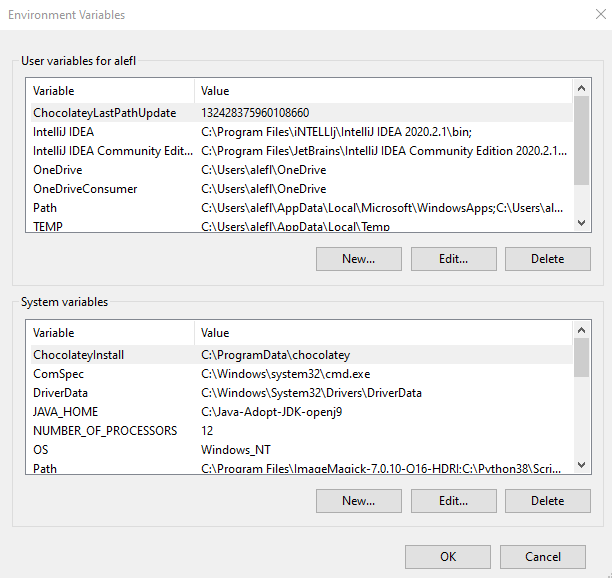 Environment Variables
User variables for alefl
Variable Value
ChocolateyLastPathUpdate 132428375960108660
IntelliJ IDEA C:\Program Files\iNTELLIj\IntelliJ IDEA 2020.2.1\bin;
IntelliJ IDEA Community Edit... C:\Program Files\JetBrains\IntelliJ IDEA Community Edition 2020.2.1...
OneDrive C:\Users\alefl\OneDrive
OneDriveConsumer C:\Users\alefl\OneDrive
Path C:\Users\alefl\AppData\Local\Microsoft\WindowsApps;C:\Users\al...
TEMP C:\Users\alefl\AppData\Local\Temp
New... Edit... Delete
System variables
Variable Value
ChocolateyInstall C:\ProgramData\chocolatey
ComSpec C:\Windows\system32\cmd.exe
DriverData C:\Windows\System32\Drivers\DriverData
JAVA_HOME C:\Java-Adopt-JDK-openj9
NUMBER_OF_PROCESSORS 12
OS Windows_NT
Path C:\Program Files\ImageMagick-7.0.10-Q16-HDRI;C:\Python38\Scri...
New... Edit... Delete
OK Cancel